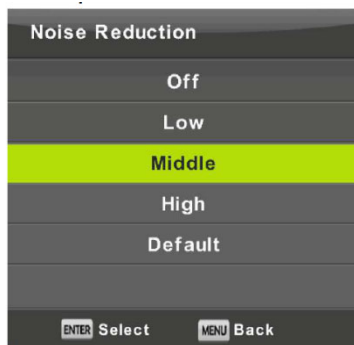 Noise Reduction
Off
Low
Middle
High
Default
ENTER Select MENU Back